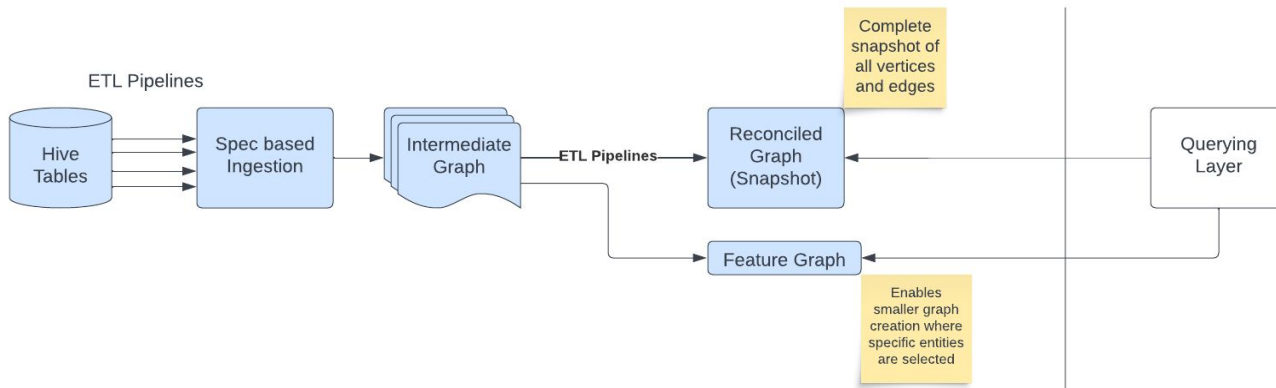 ETL Pipelines
Hive
Tables
Spec based
Ingestion
Intermediate
Graph
ETL Pipelines
Complete
snapshot of
all vertices
and edges
Reconciled
Graph
(Snapshot)
Querying
Layer
Feature Graph
Enables
smaller graph
creation where
specific entities
are selected